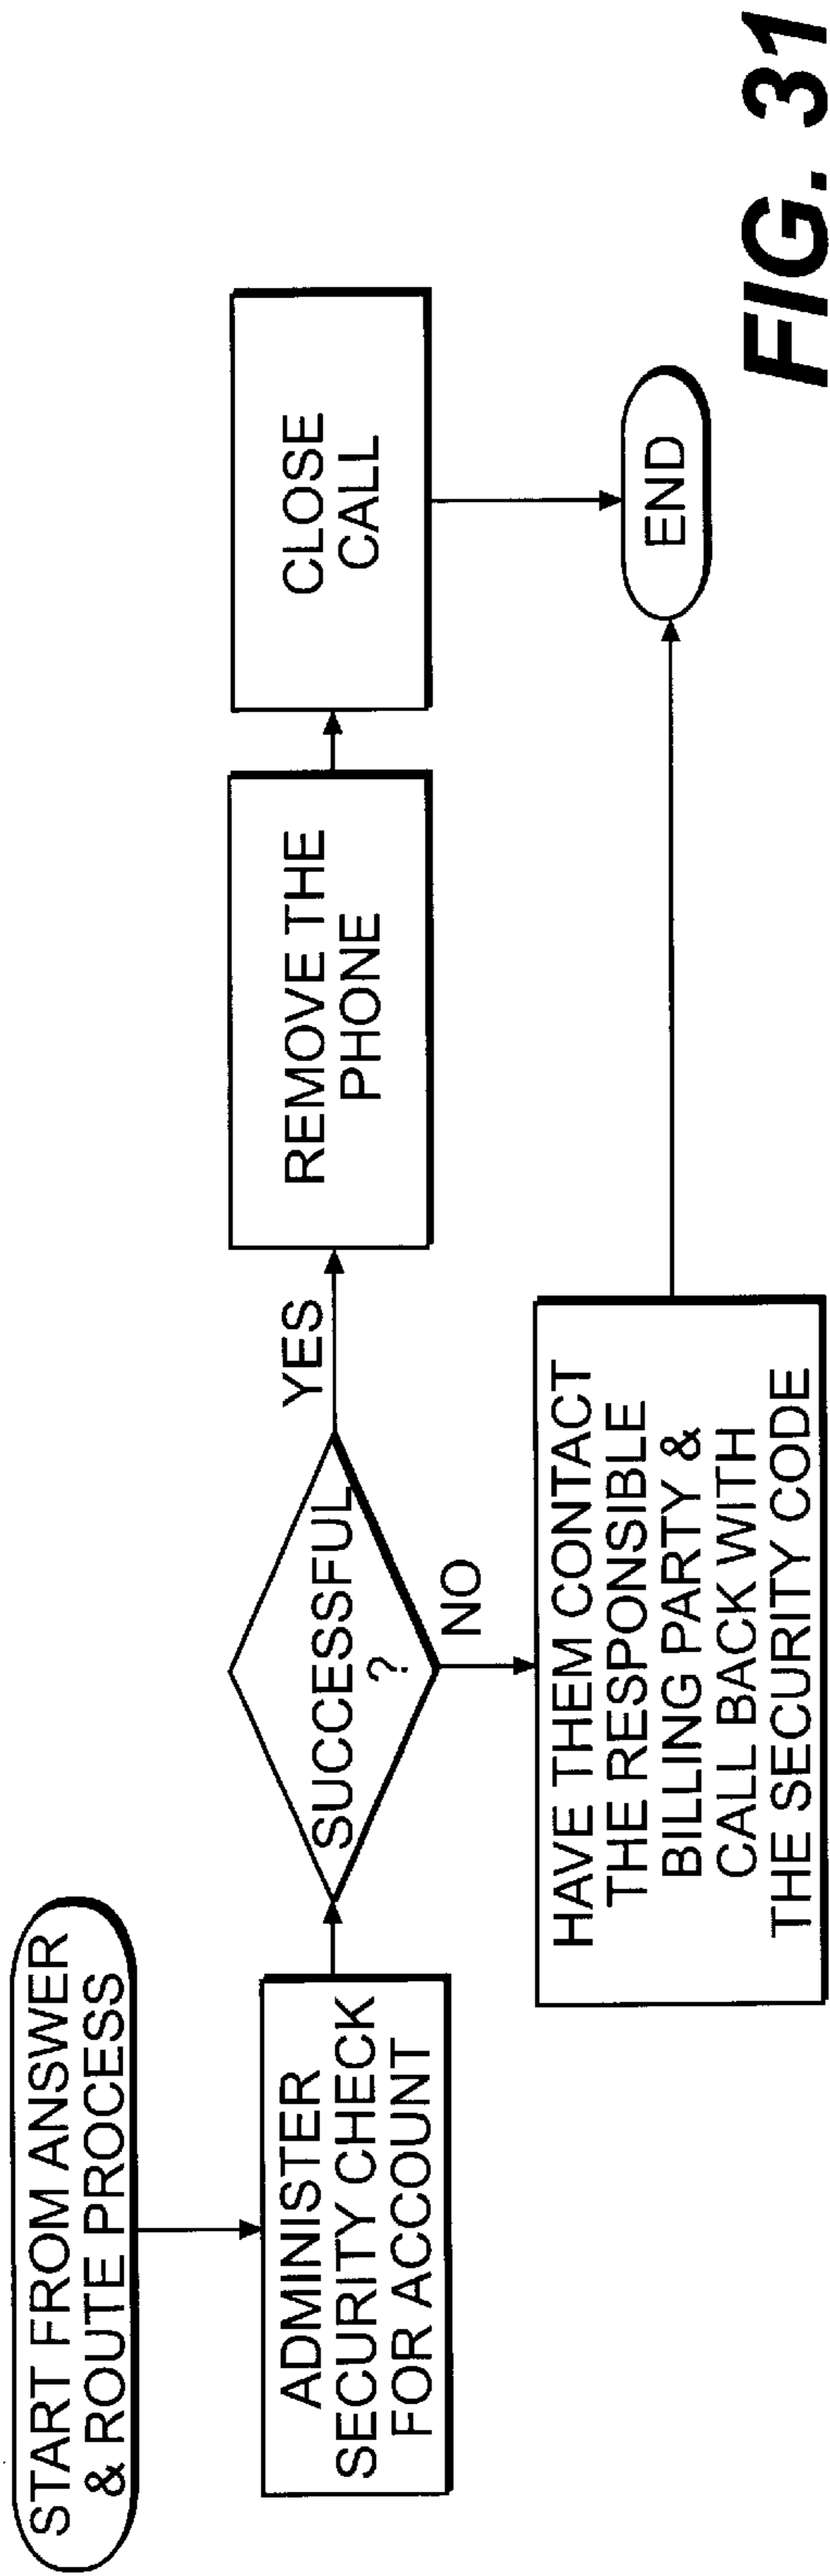 START FROM ANSWER
& ROUTE PROCESS
ADMINISTER
SECURITY CHECK
FOR ACCOUNT
SUCCESSFUL
?
YES
REMOVE THE
PHONE
CLOSE
CALL
NO
HAVE THEM CONTACT
THE RESPONSIBLE
BILLING PARTY &
CALL BACK WITH
THE SECURITY CODE
END
FIG. 31